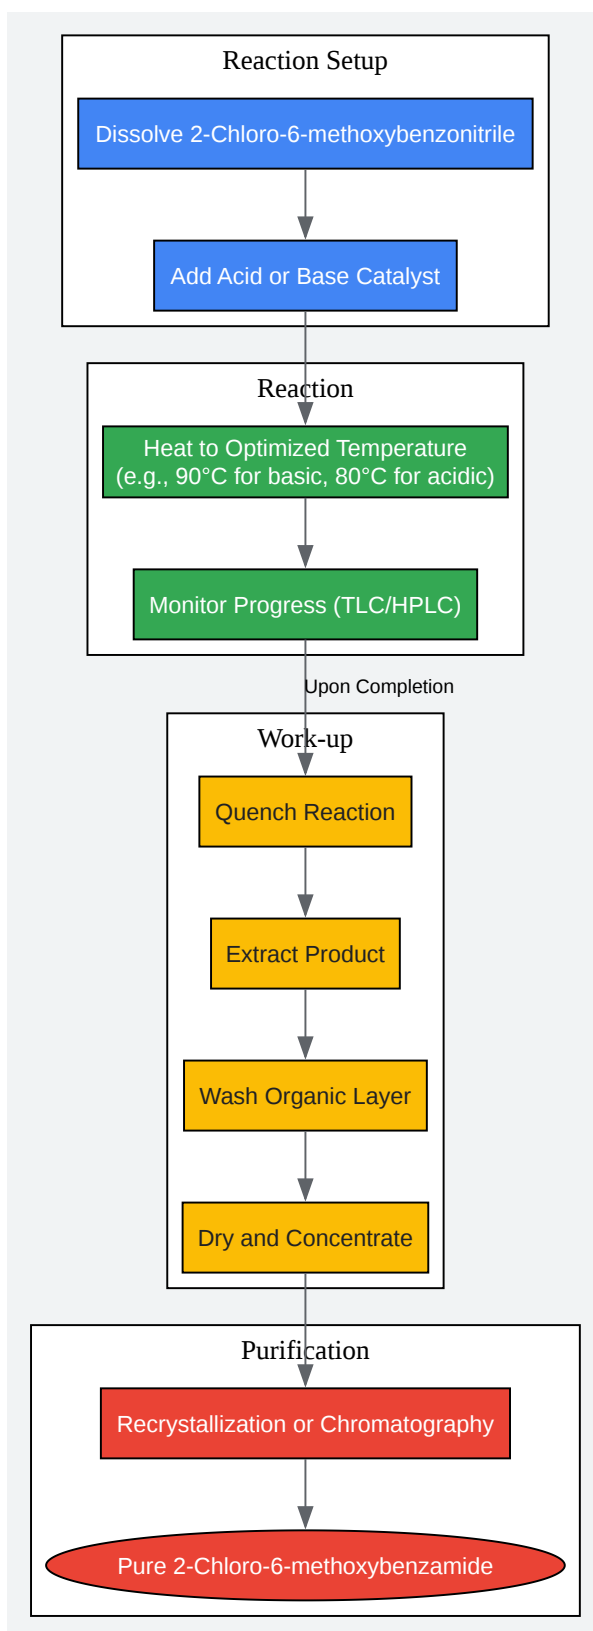 Reaction Setup
Dissolve 2-Chloro-6-methoxybenzonitrile
Add Acid or Base Catalyst
Reaction
Heat to Optimized Temperature
(e.g., 90°C for basic, 80°C for acidic)
Monitor Progress (TLC/HPLC)
Upon Completion
Work-up
Quench Reaction
Extract Product
Wash Organic Layer
Dry and Concentrate
Purification
Recrystallization or Chromatography
Pure 2-Chloro-6-methoxybenzamide